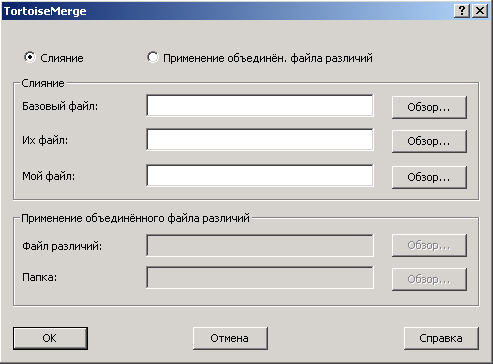 TortoiseMerge
Слияние Применение объединён. файла различий
Слияние
Базовый файл: Обзор...
Их файл: Обзор...
Мой файл: Обзор...
Применение объединённого файла различий
Файл различий: Обзор...
Папка: Обзор...
OK Отмена Справка